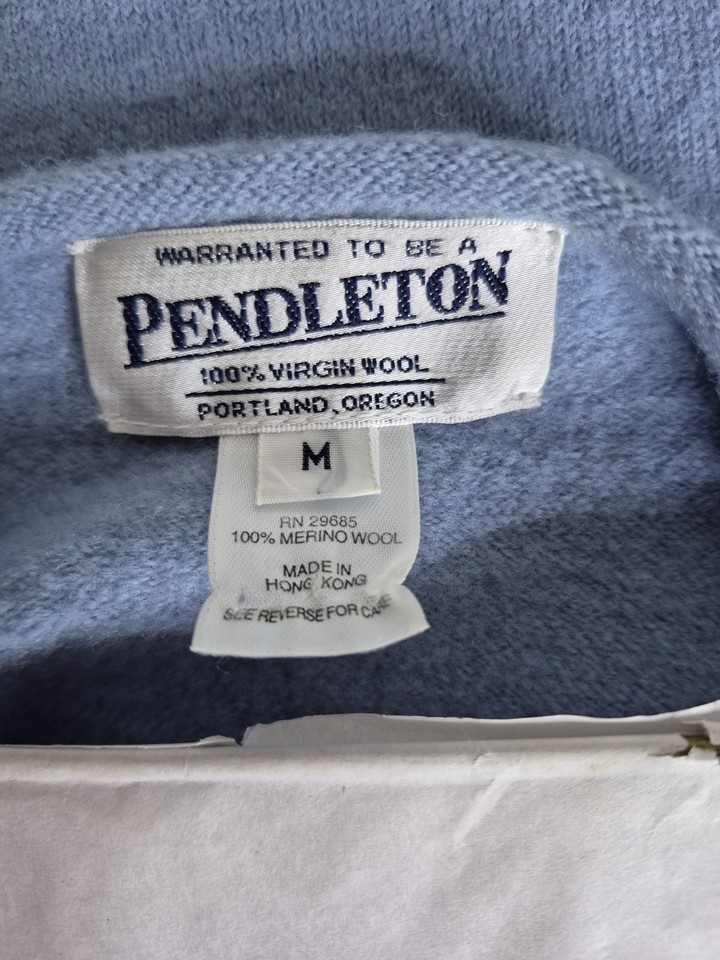 WARRANTED TO BE A
PENDLETON
100% VIRGIN WOOL
PORTLAND, OREGON
M
RN 29685
100% MERINO WOOL
MADE IN
HONG KONG
SEE REVERSE FOR CARE